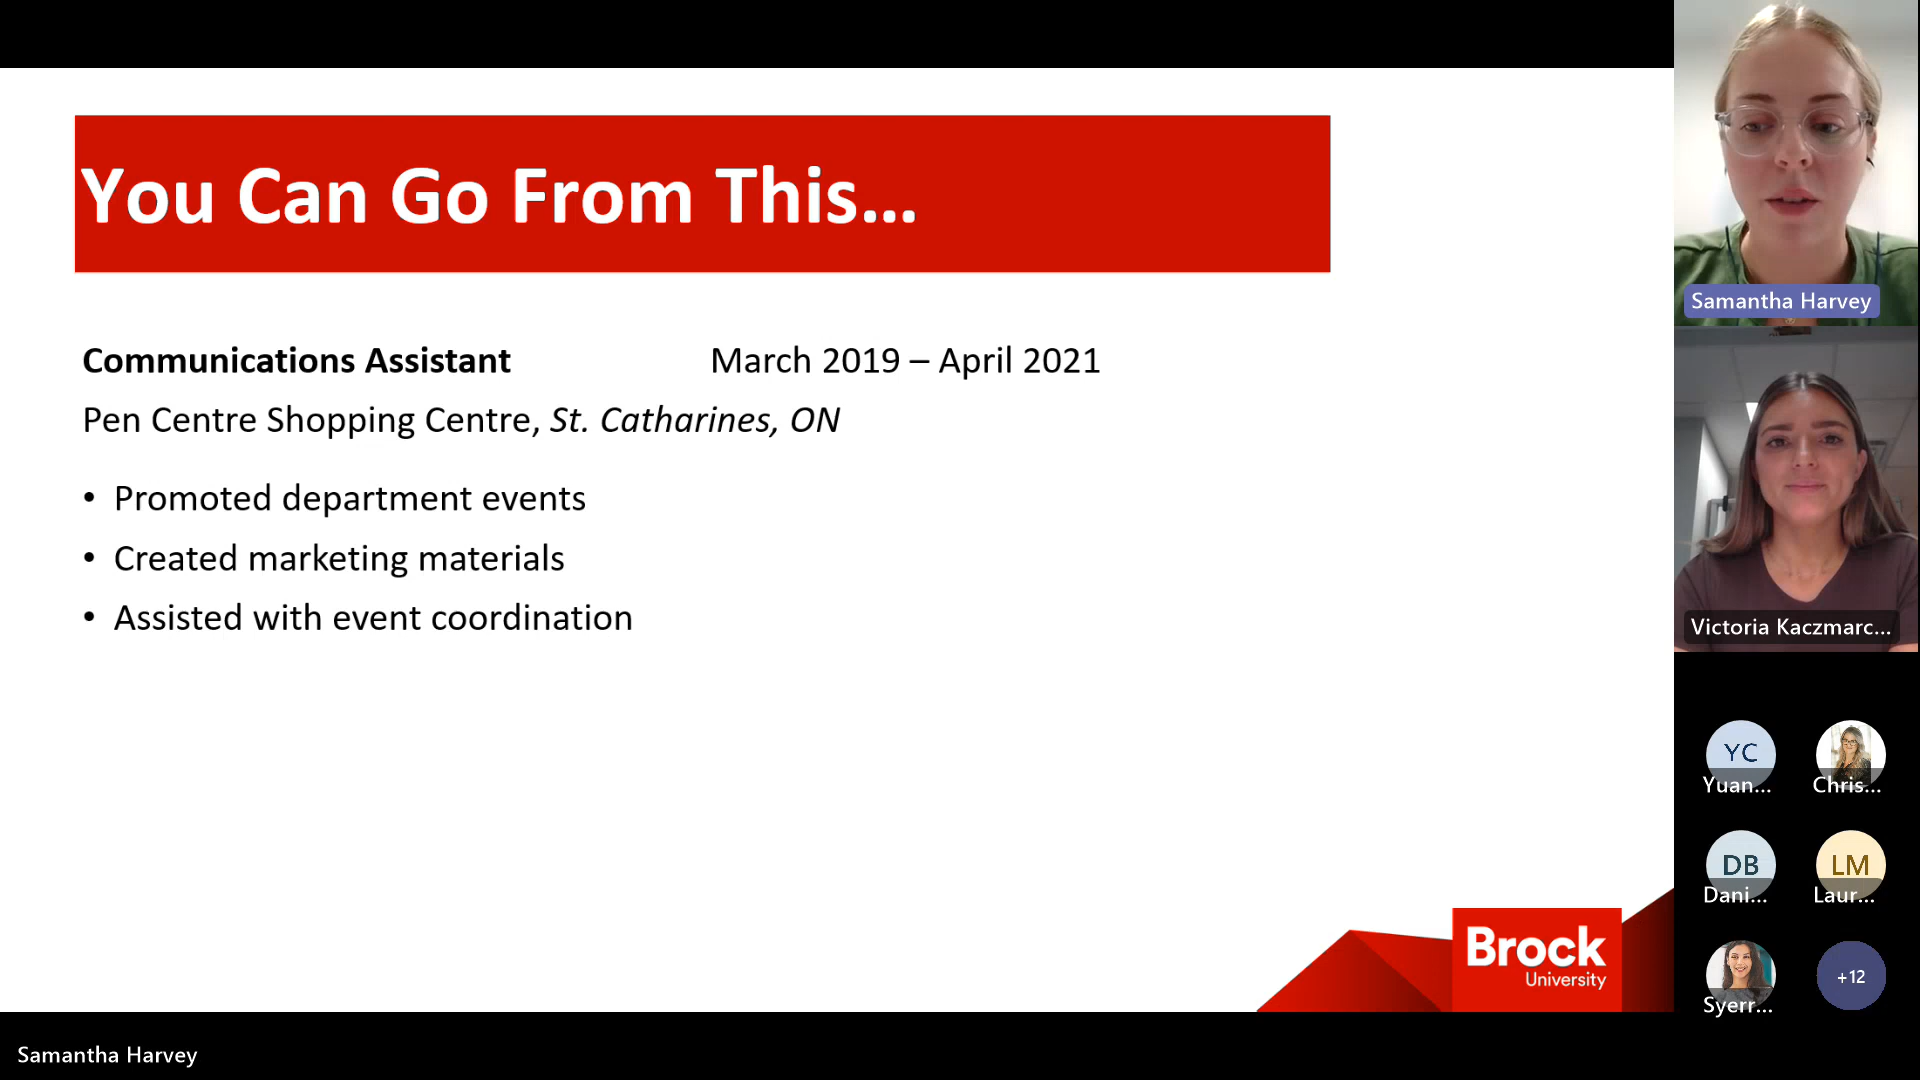 You Can Go From This...
Communications Assistant March 2019 – April 2021
Pen Centre Shopping Centre, St. Catharines, ON
• Promoted department events
• Created marketing materials
• Assisted with event coordination
Brock
University
Samantha Harvey
Victoria Kaczmarc...
YC
Yuan...
Chris...
DB
Dani...
LM
Laur...
Syerr...
+12
Samantha Harvey